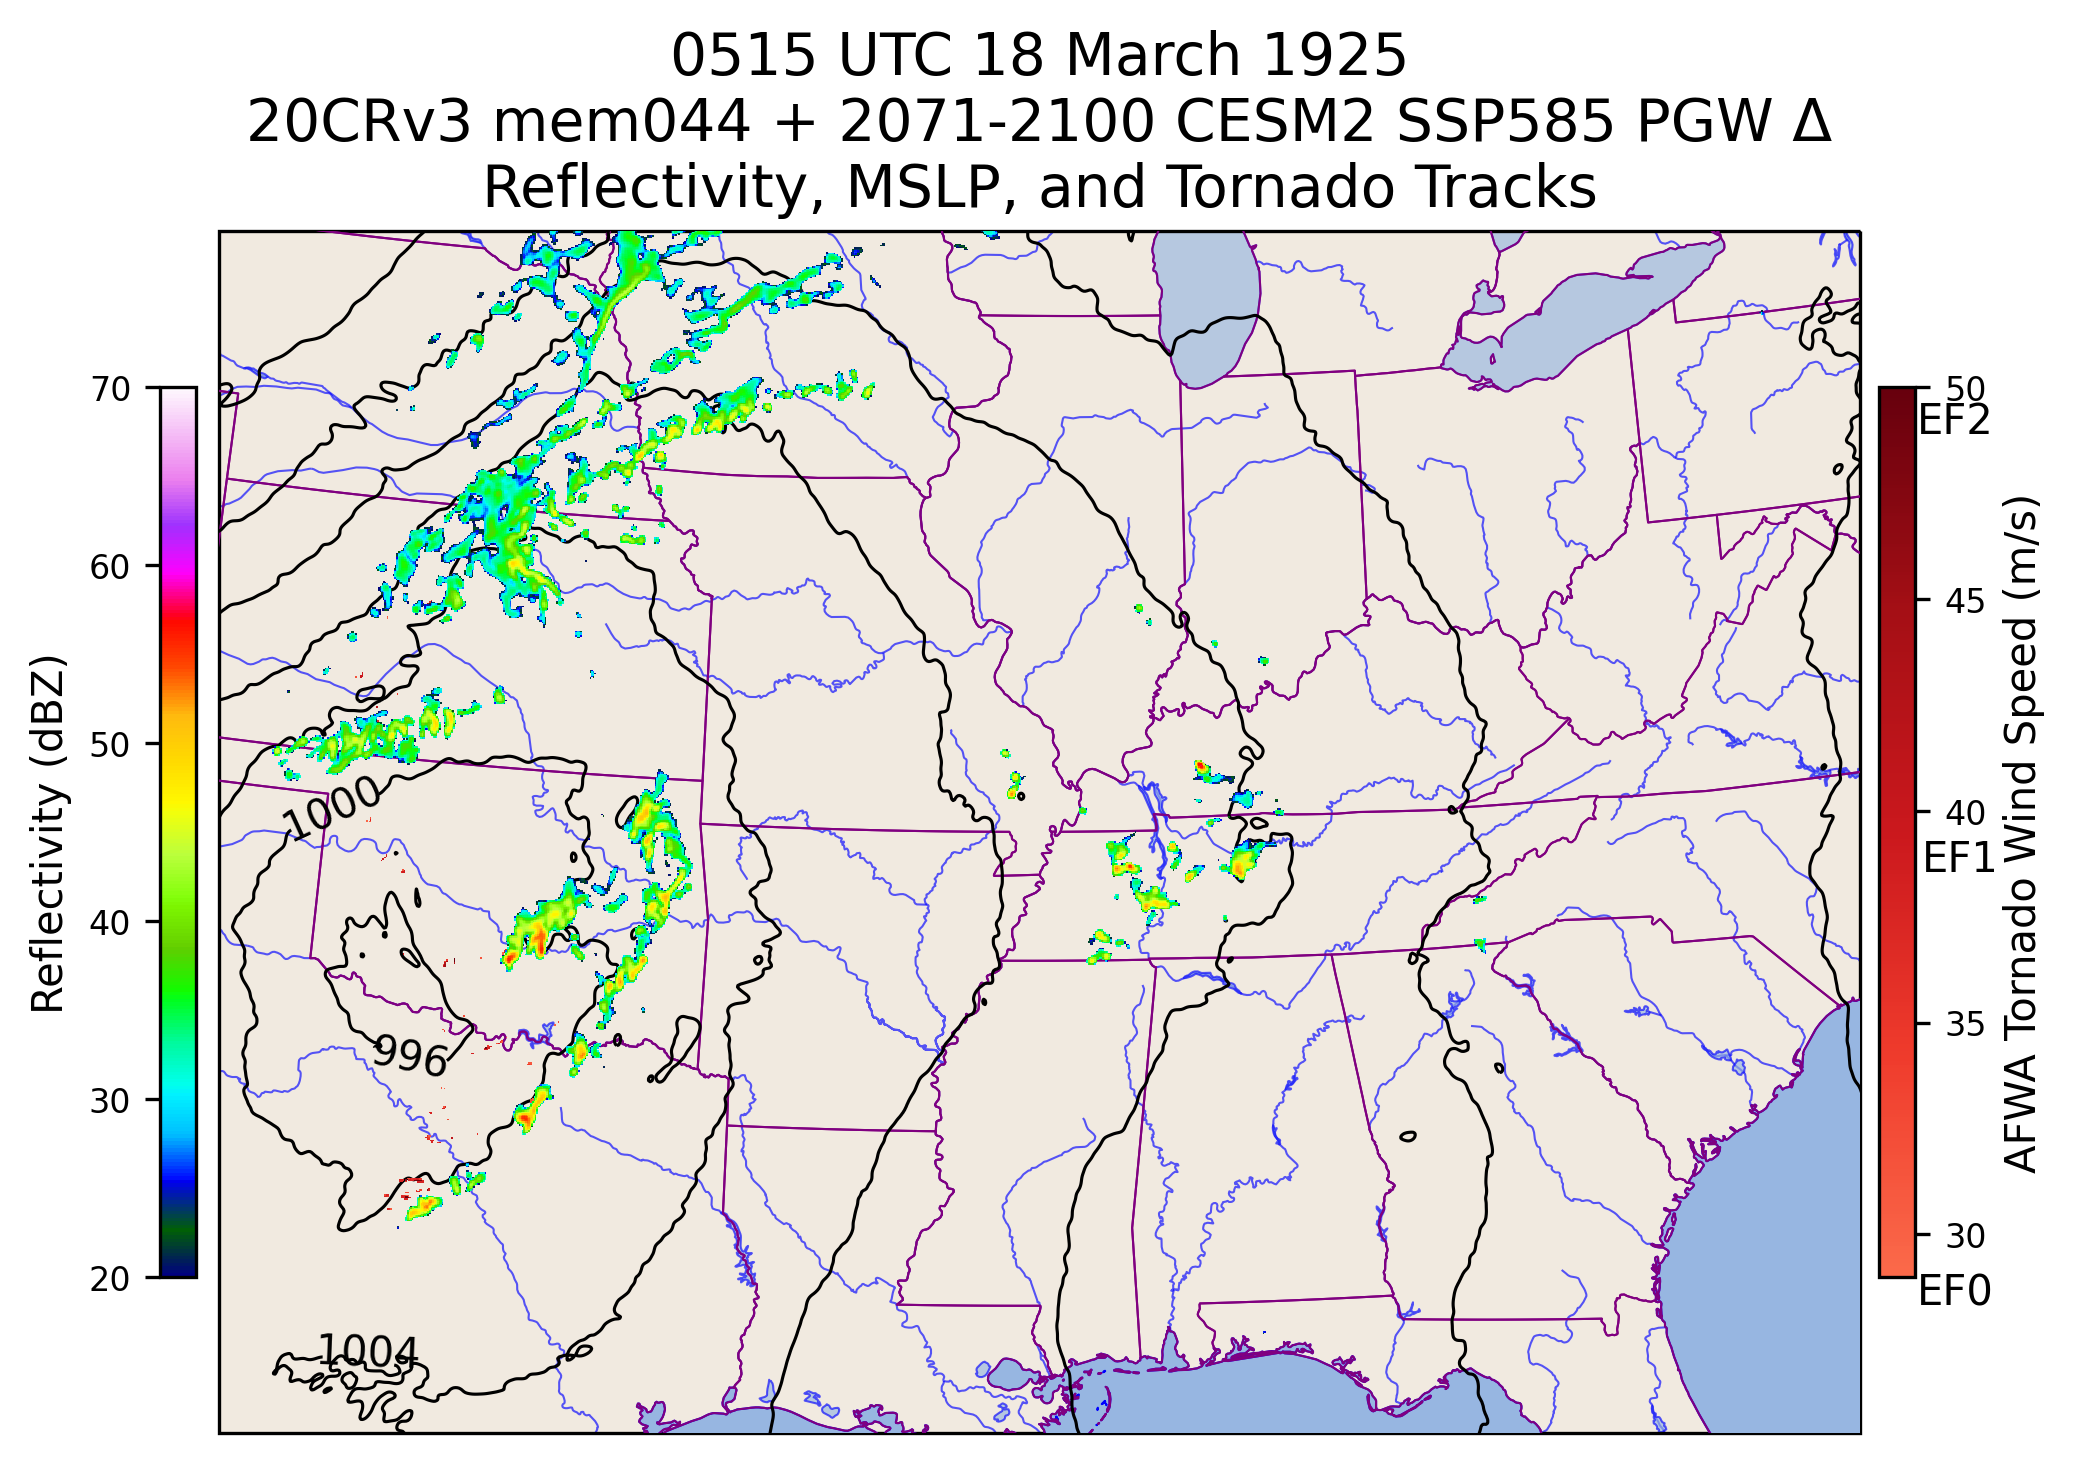 0515 UTC 18 March 1925
20CRv3 mem044 + 2071-2100 CESM2 SSP585 PGW Δ
Reflectivity, MSLP, and Tornado Tracks
70
60
50
40
30
20
Reflectivity (dBZ)
1000
996
1004
50
EF2
45
40
EF1
35
30
EF0
AFWA Tornado Wind Speed (m/s)